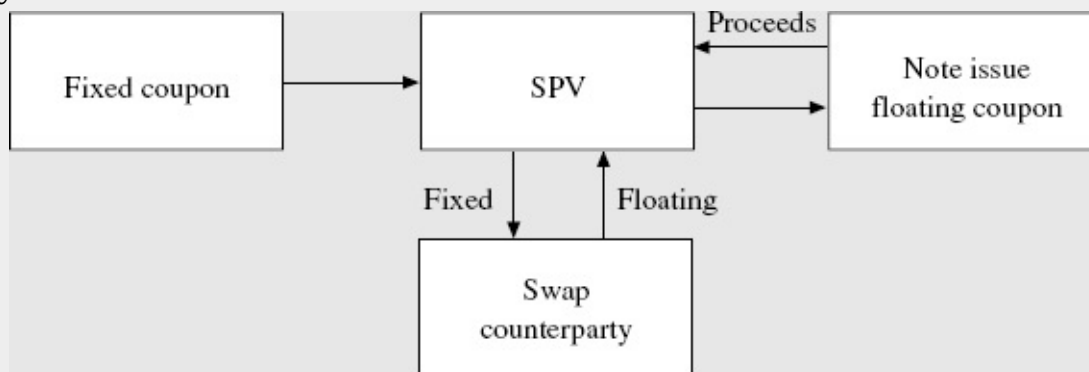 Proceeds
Fixed coupon
SPV
Note issue
floating coupon
Fixed
Floating
Swap
counterparty